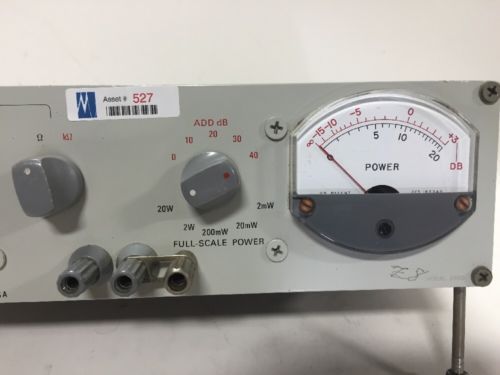 Asset # 527
ADD dB
Ω kΩ
0 10 20 30 40
20W 2W 200mW 20mW 2mW
FULL-SCALE POWER
∞ -15 -10 -5 0 +3
5 10 20
DB
POWER